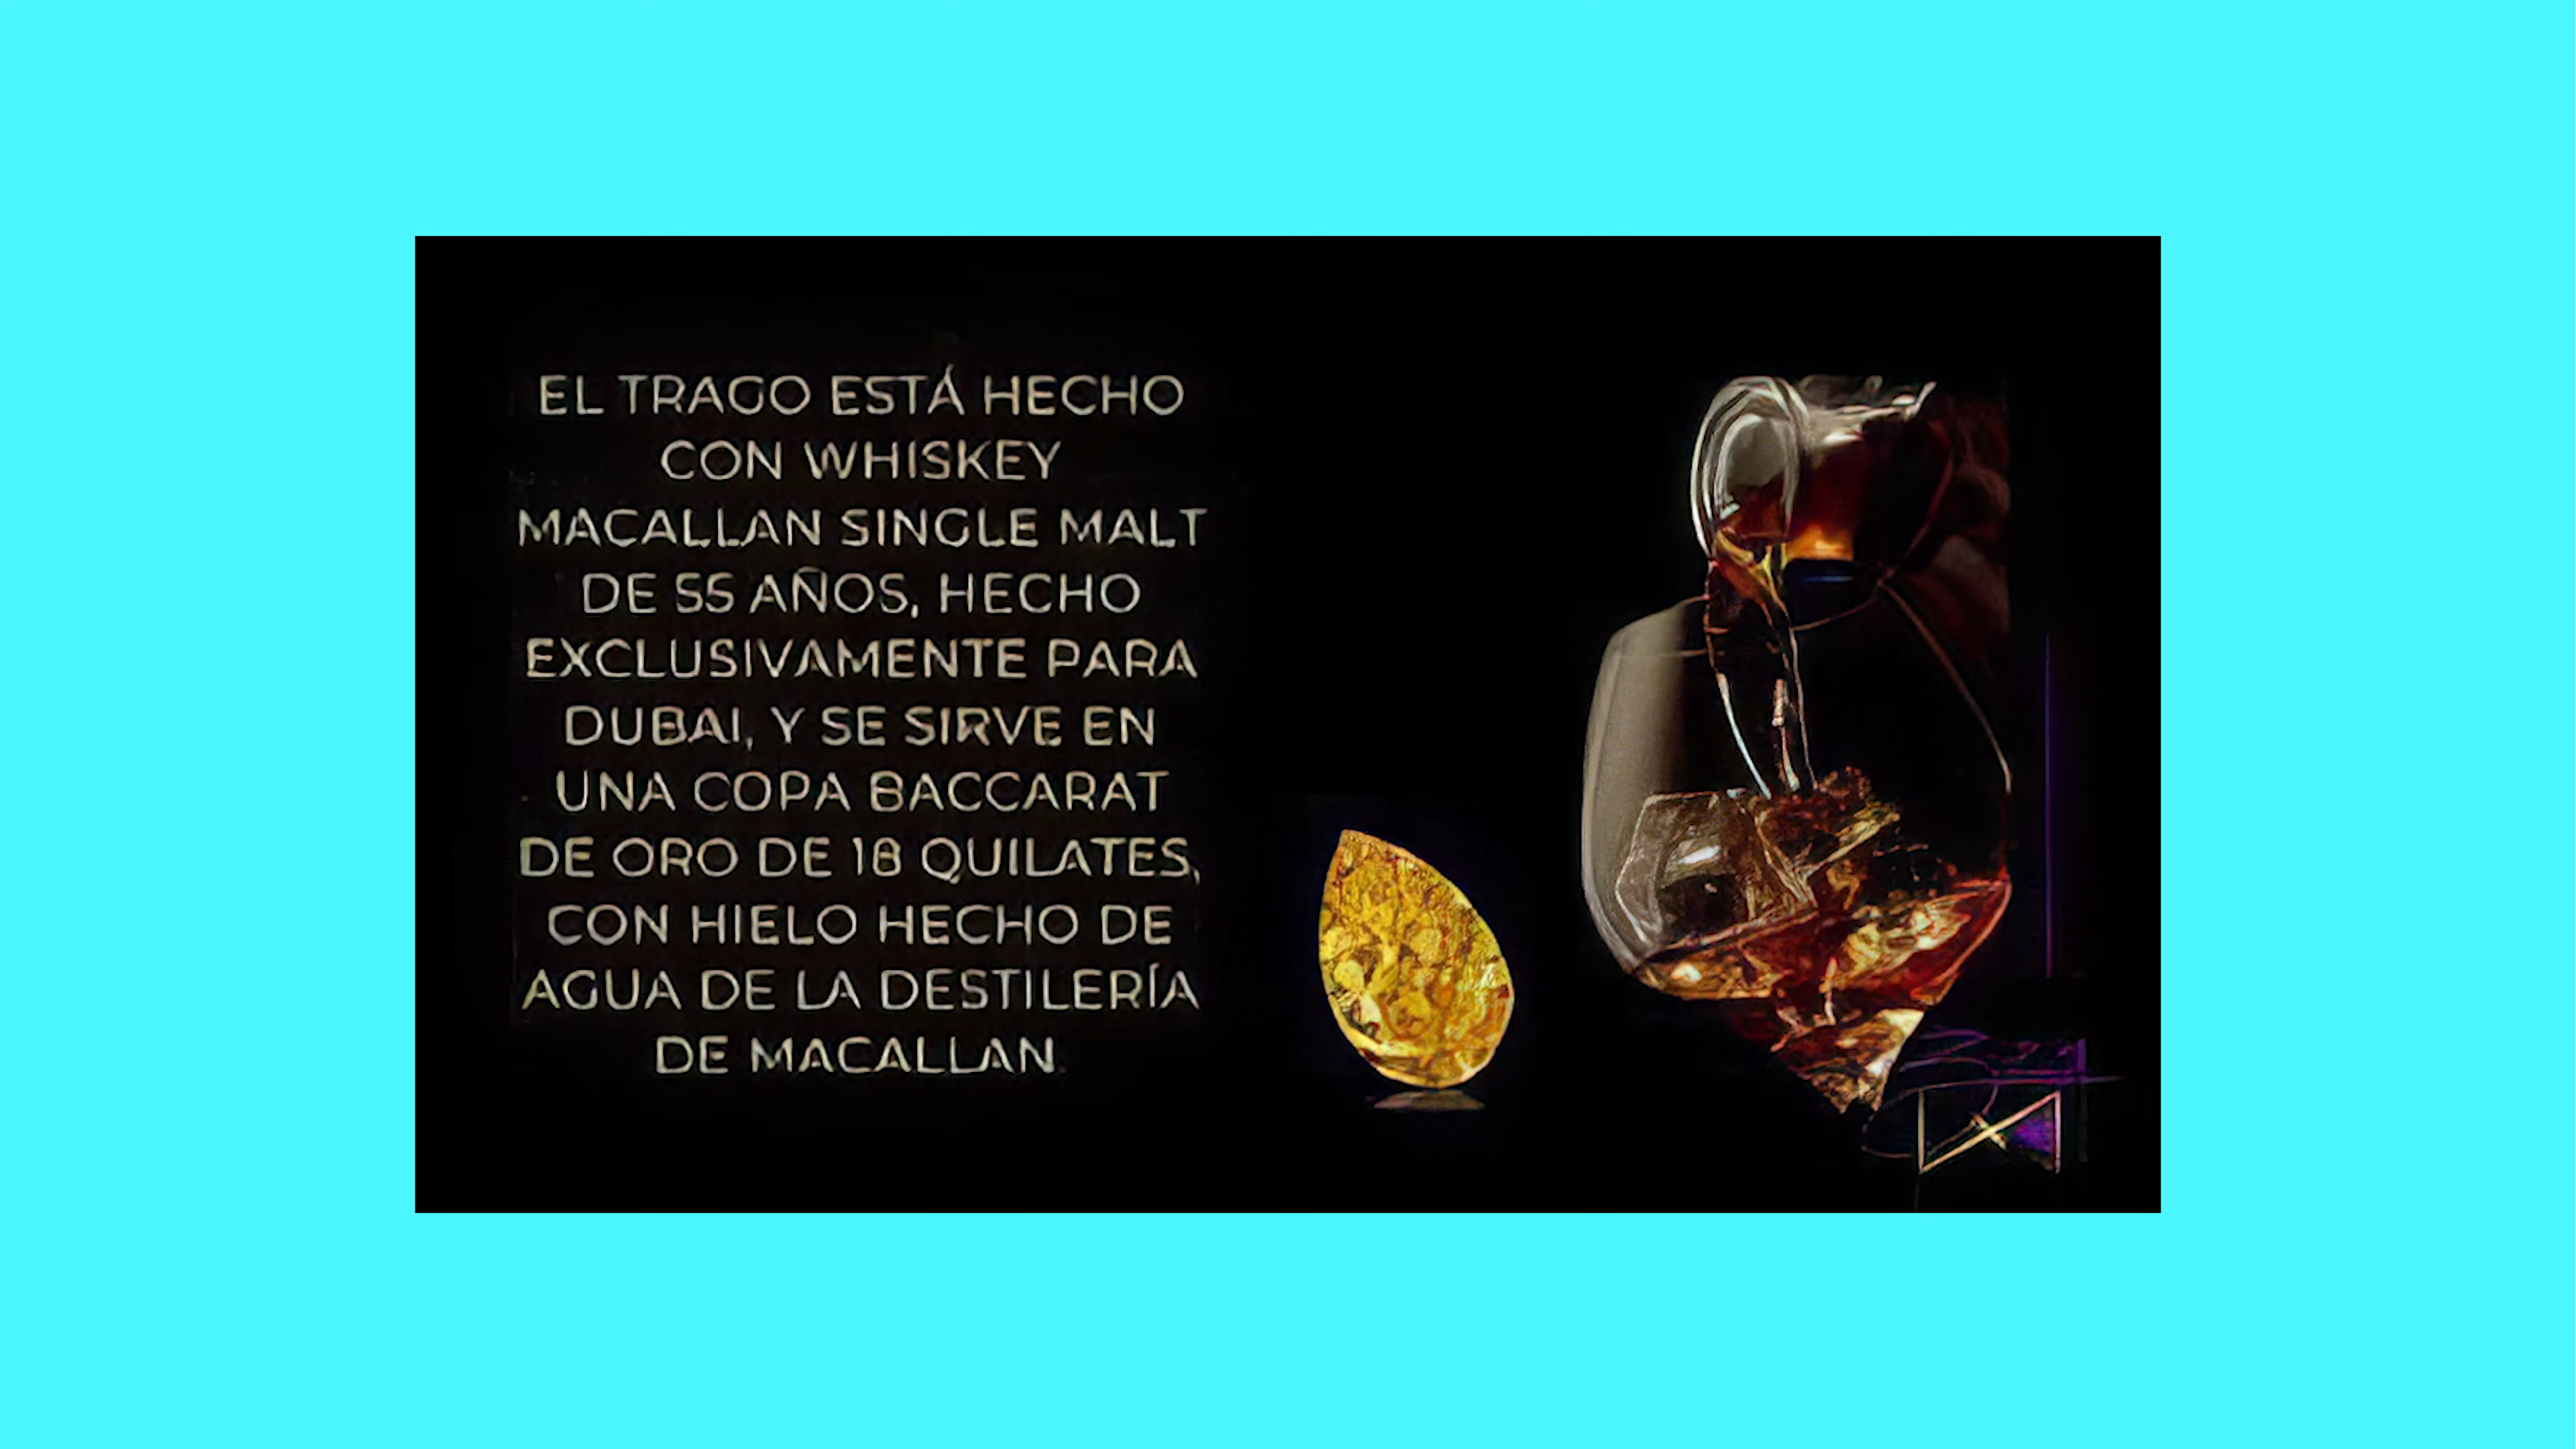 EL TRAGO ESTÁ HECHO
CON WHISKEY
MACALLAN SINGLE MALT
DE 55 AÑOS, HECHO
EXCLUSIVAMENTE PARA
DUBAI, Y SE SIRVE EN
UNA COPA BACCARAT
DE ORO DE 18 QUILATES,
CON HIELO HECHO DE
AGUA DE LA DESTILERÍA
DE MACALLAN.